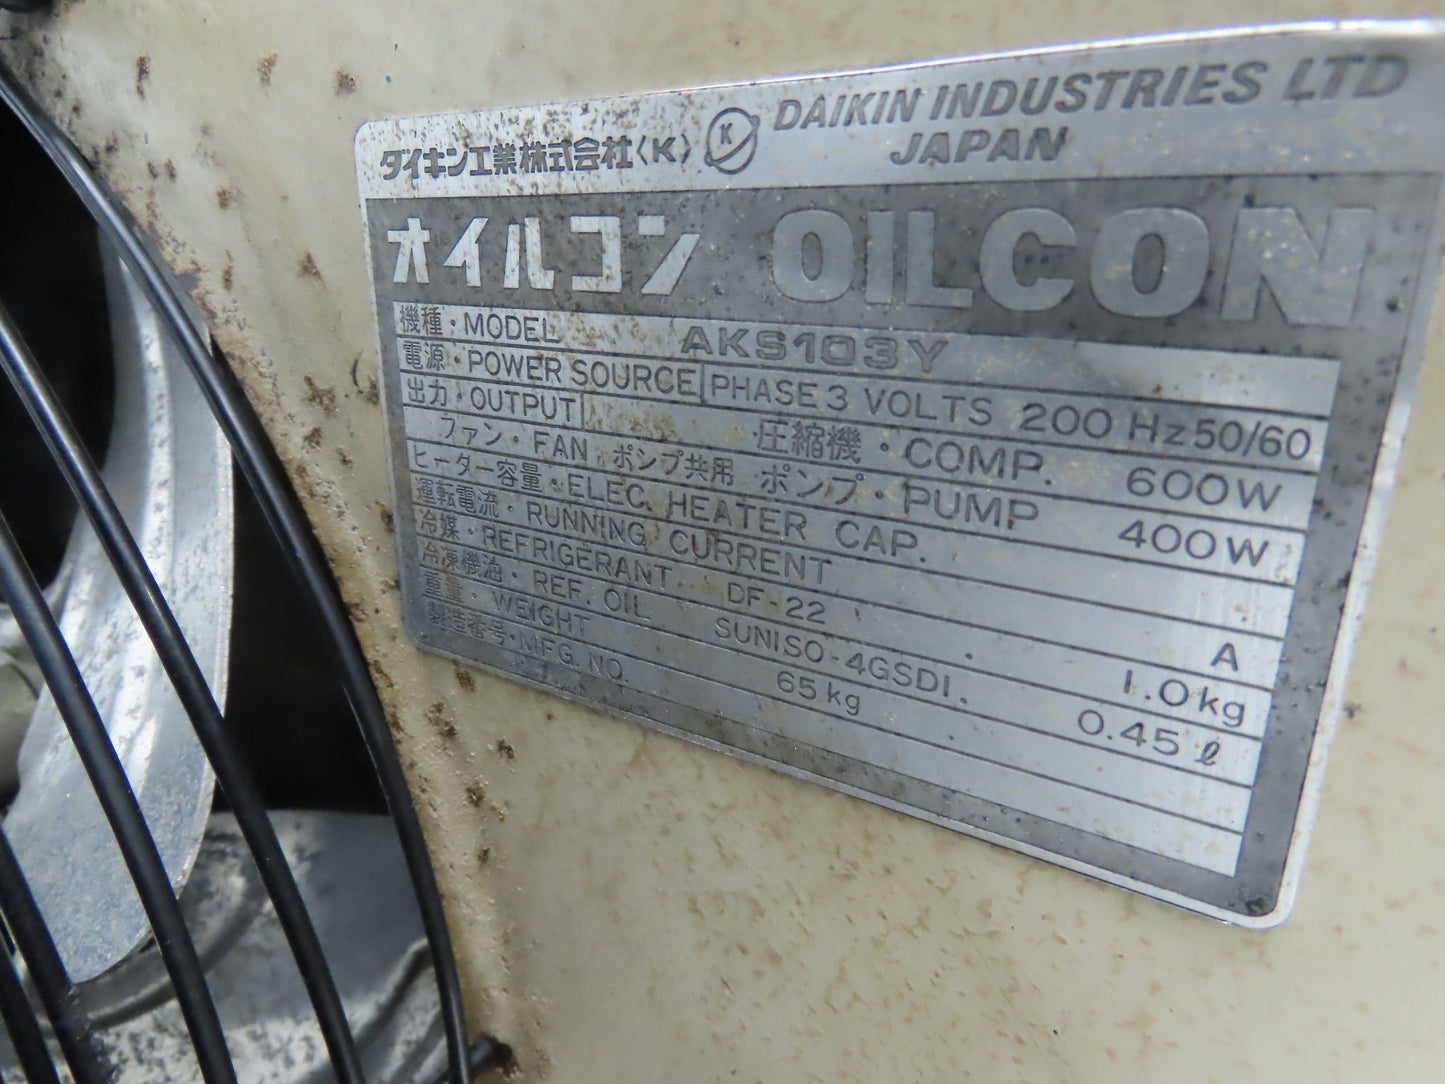 ダイキン工業株式会社〈K〉 K DAIKIN INDUSTRIES LTD
JAPAN
オイルコン OILCON
機種・MODEL AKS103Y
電源・POWER SOURCE PHASE 3 VOLTS 200 Hz 50/60
出力・OUTPUT 圧縮機・COMP. 600W
ファン・FAN ポンプ共用 ポンプ・PUMP 400W
ヒーター容量・ELEC. HEATER CAP.
運転電流・RUNNING CURRENT A
冷媒・REFRIGERANT DF-22 1.0kg
冷凍機油・REF. OIL SUNISO-4GSDI. 0.45ℓ
重量・WEIGHT 65kg
製造番号・MFG. NO.